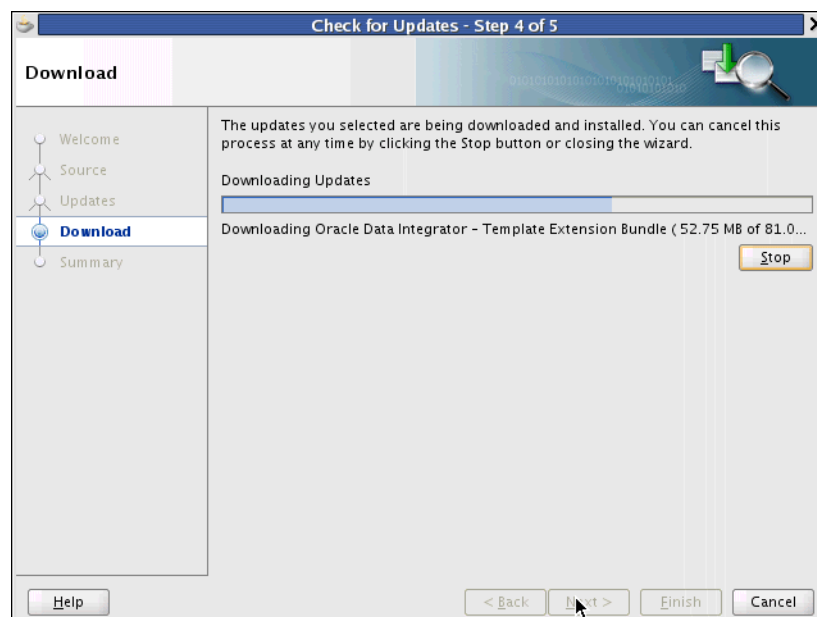 Check for Updates - Step 4 of 5
Download
Welcome
Source
Updates
Download
Summary
The updates you selected are being downloaded and installed. You can cancel this
process at any time by clicking the Stop button or closing the wizard.
Downloading Updates
Downloading Oracle Data Integrator - Template Extension Bundle ( 52.75 MB of 81.0...
Stop
Help
< Back
Next >
Finish
Cancel